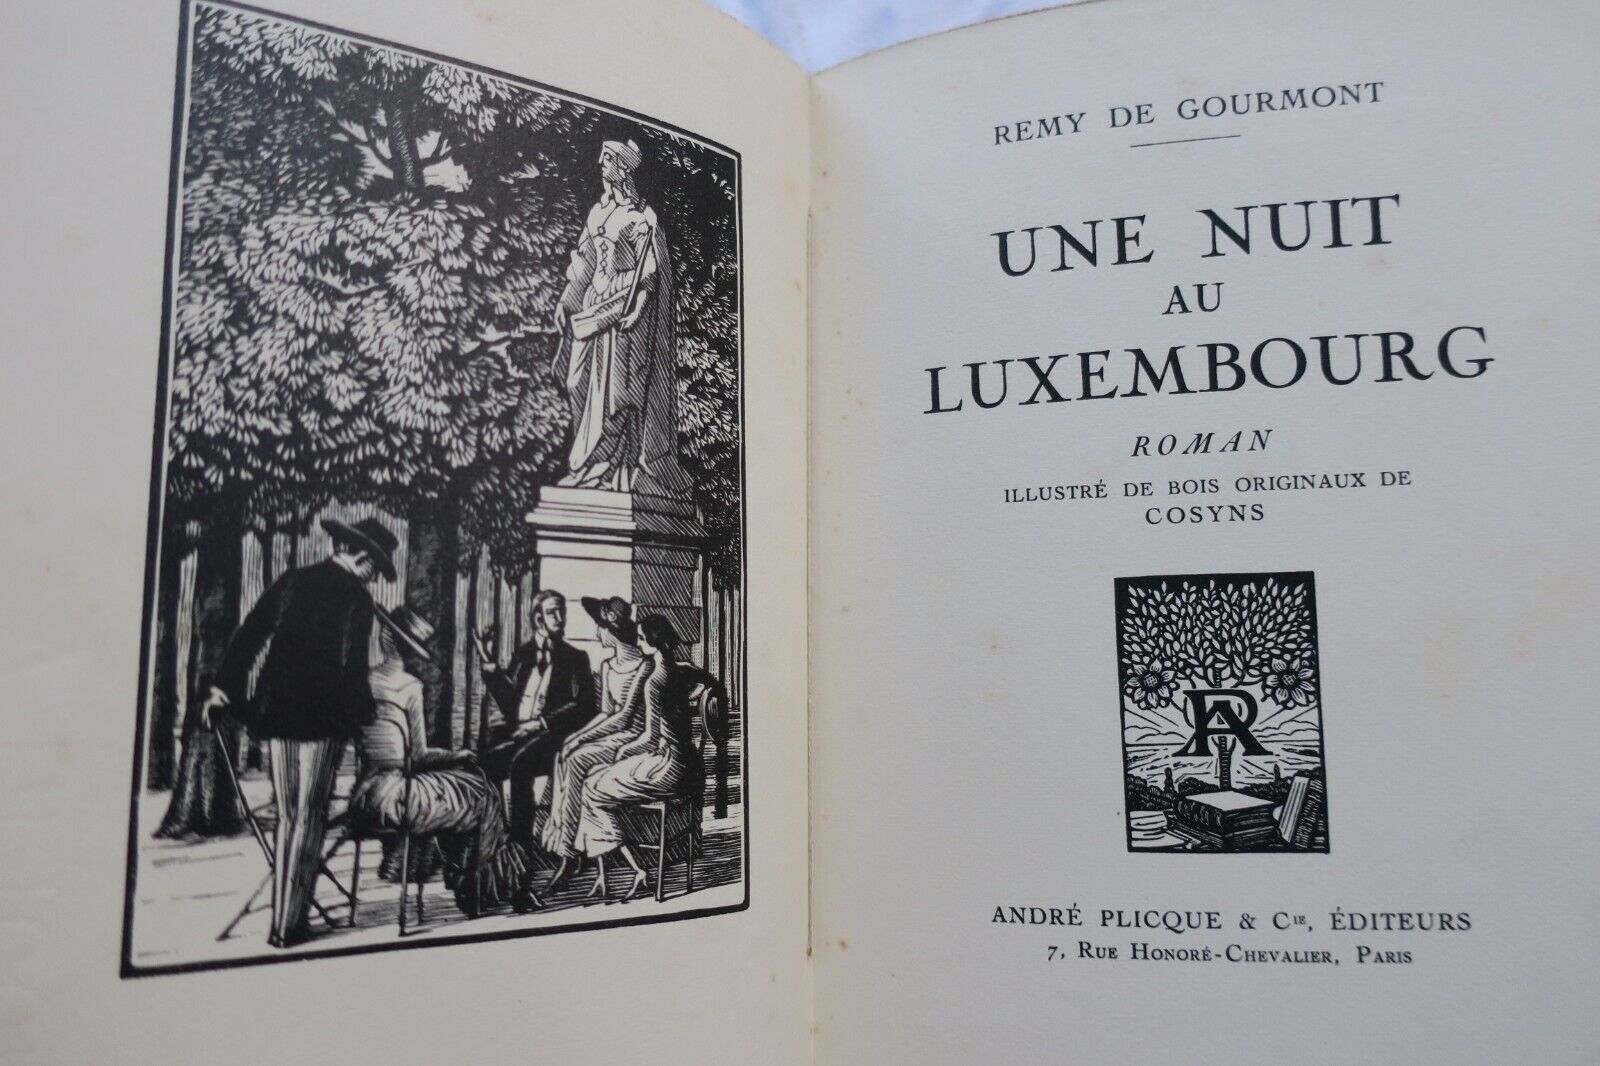 REMY DE GOURMONT
UNE NUIT
AU
LUXEMBOURG
ROMAN
ILLUSTRÉ DE BOIS ORIGINAUX DE
COSYNS
ANDRÉ PLICQUE & CIE, ÉDITEURS
7, RUE HONORÉ-CHEVALIER, PARIS